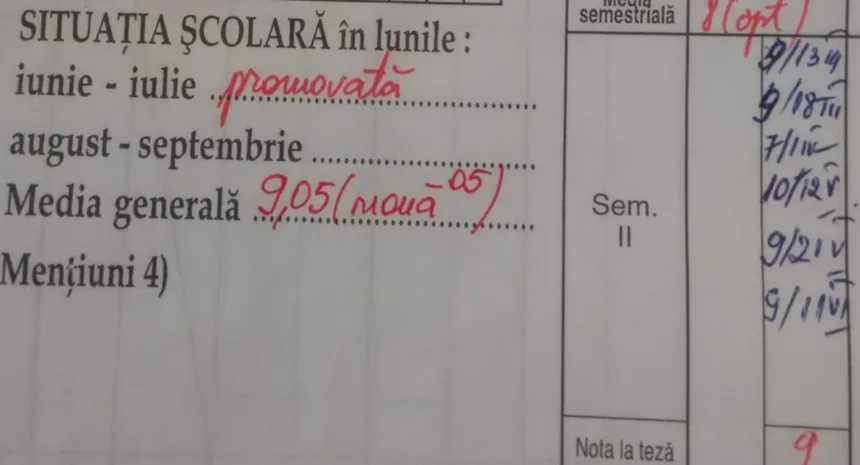 SITUAȚIA ȘCOLARĂ în lunile :
iunie - iulie promovată
august - septembrie
Media generală 9,05 (nouă 05)
Mențiuni 4)
Media
semestrială
8 (opt)
Sem.
II
9/13 III
9/18 III
7/1 IV
10/12 V
9/21 V
9/11 VI
Nota la teză
9